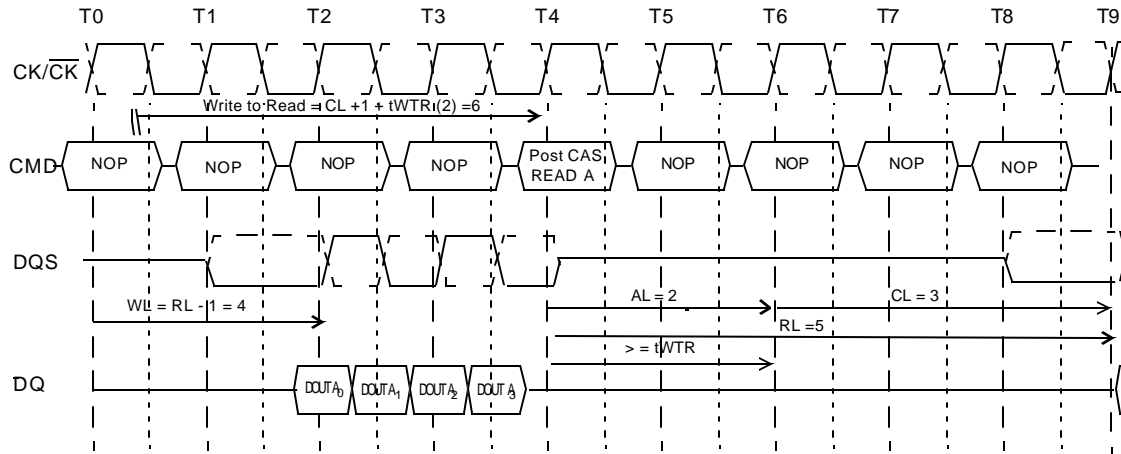 T0 T1 T2 T3 T4 T5 T6 T7 T8 T9
CK/CK
Write to Read = CL +1 + tWTR (2) =6
CMD NOP NOP NOP NOP Post CAS READ A NOP NOP NOP NOP
DQS
WL = RL - 1 = 4 AL = 2 CL = 3
RL =5
> = tWTR
DQ DOUTA0 DOUTA1 DOUTA2 DOUTA3